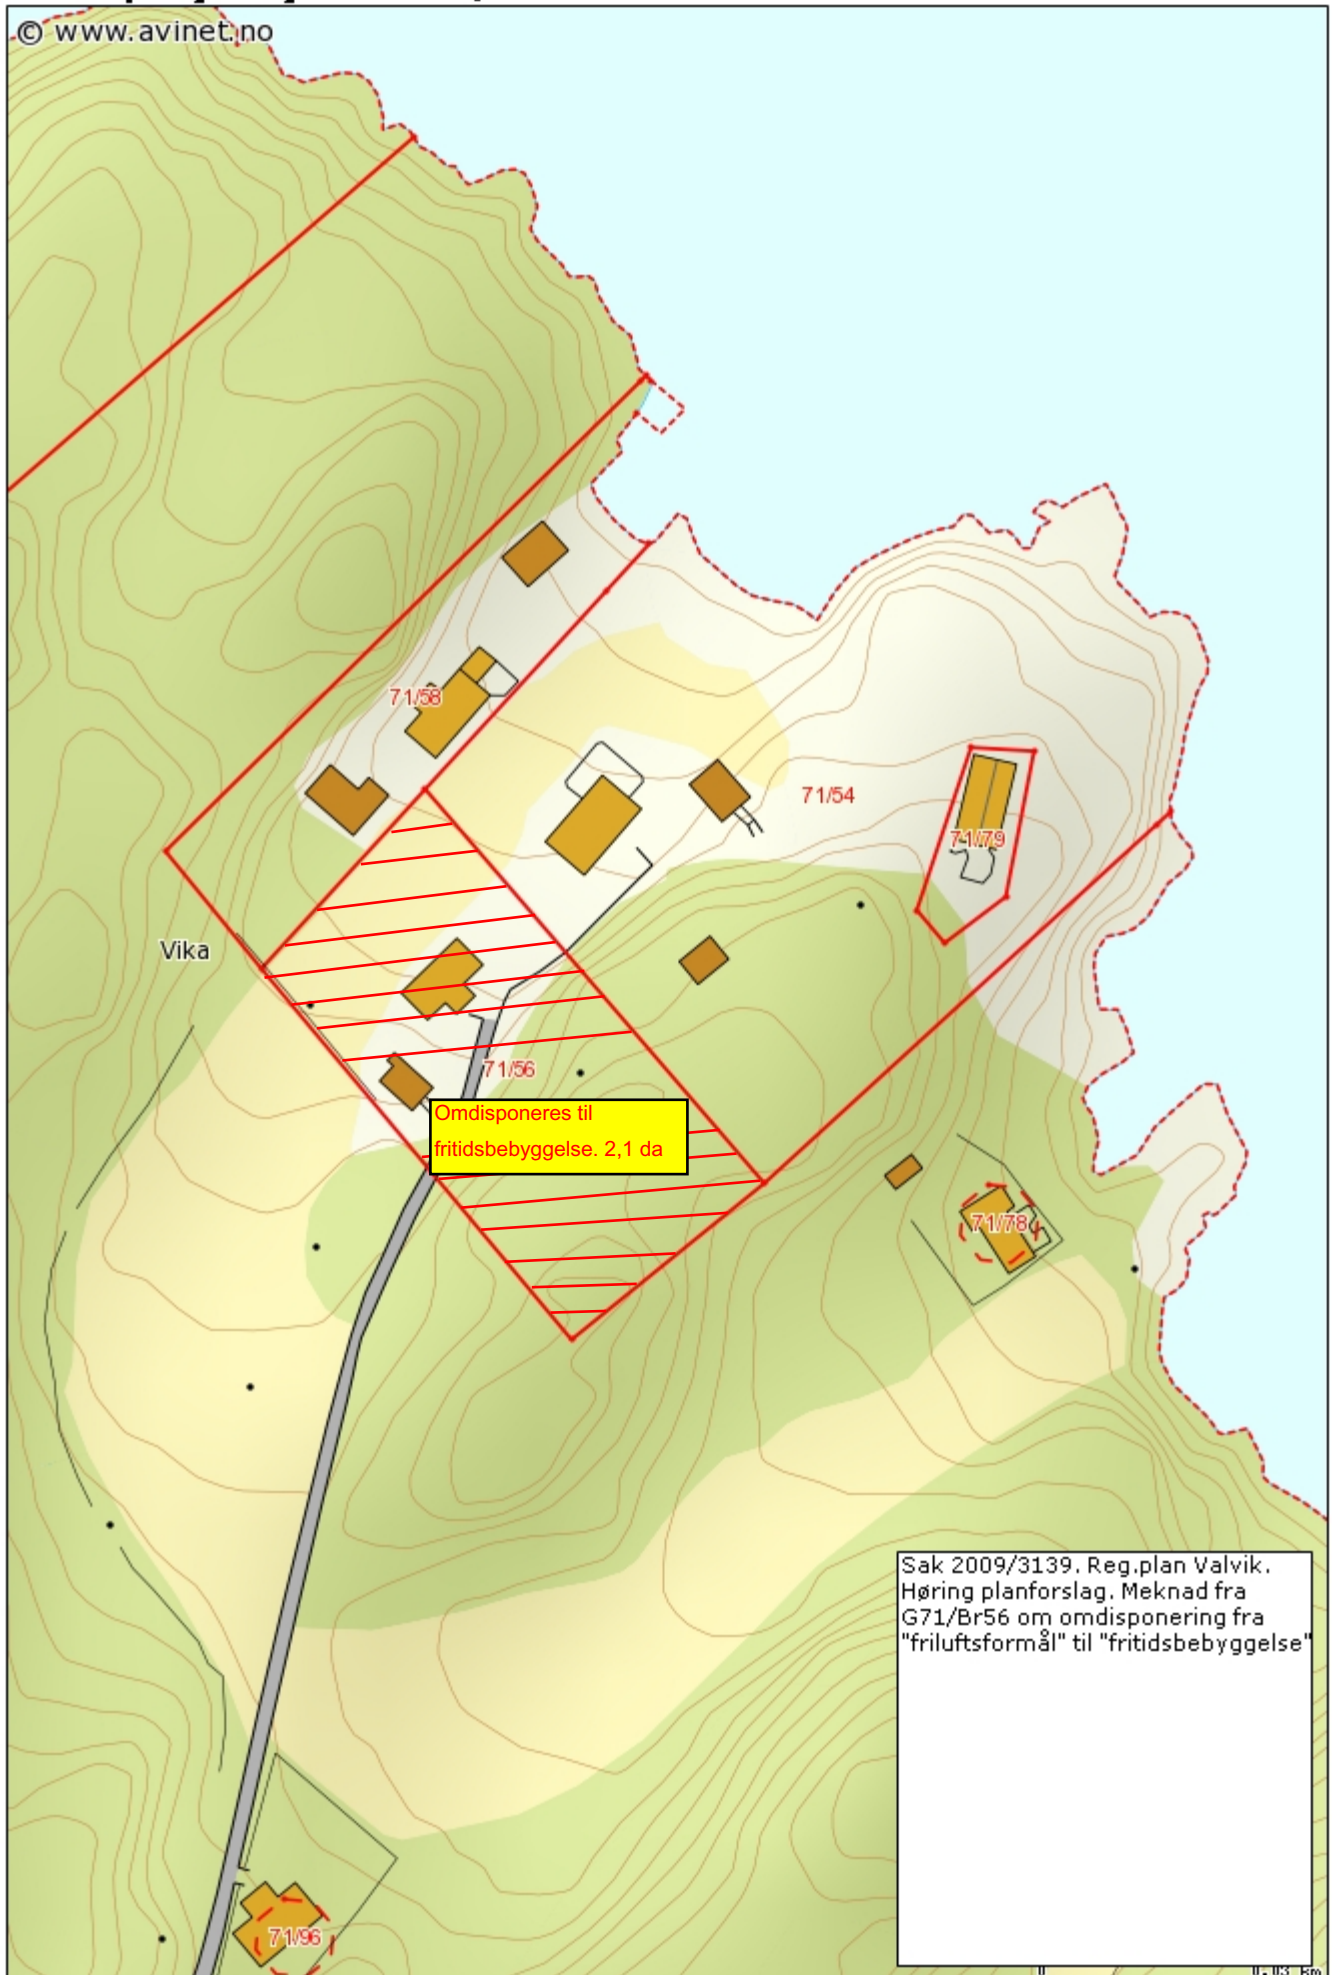 © www.avinet.no
71/58
71/54
71/79
Vika
71/56
Omdisponeres til
fritidsbebyggelse. 2,1 da
71/78
Sak 2009/3139. Reg.plan Valvik.
Høring planforslag. Meknad fra
G71/Br56 om omdisponering fra
"friluftsformål" til "fritidsbebyggelse"
71/96